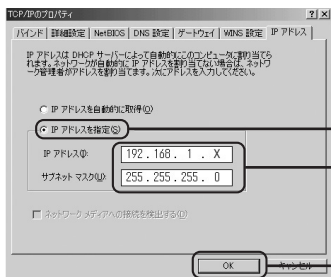 TCP/IPのプロパティ
バインド 詳細設定 NetBIOS DNS 設定 ゲートウェイ WINS 設定 IP アドレス
IP アドレスは DHCP サーバーによって自動的にこのコンピュータに割り当てら
れます。ネットワークが自動的に IP アドレスを割り当てない場合は、ネットワ
ーク管理者がアドレスを割り当てます。次にアドレスを入力してください。
IP アドレスを自動的に取得(O)
IP アドレスを指定(S)
IP アドレス(I): 192.168. 1 . X
サブネット マスク(U): 255.255.255. 0
ネットワーク メディアへの接続を検出する(D)
OK キャンセル